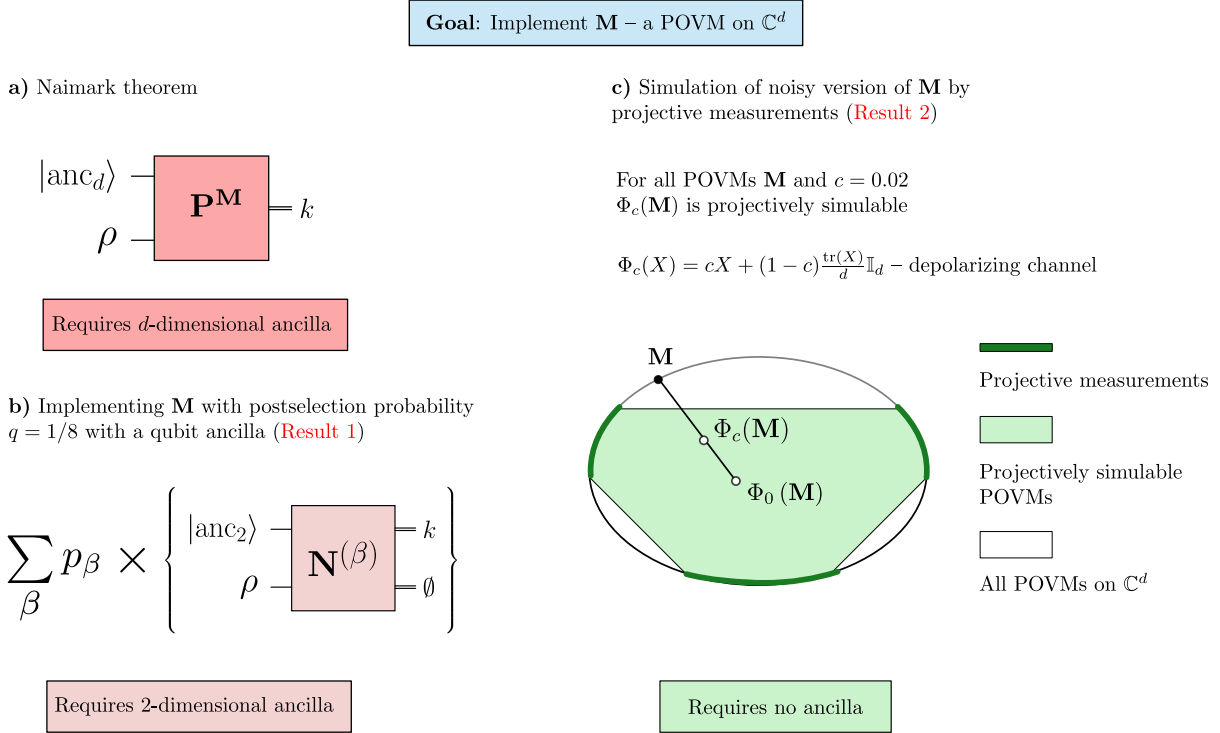 Goal: Implement M – a POVM on ℂ^d
a) Naimark theorem
|anc_d⟩
ρ
P^M
k
Requires d-dimensional ancilla
b) Implementing M with postselection probability
q = 1/8 with a qubit ancilla (Result 1)
∑_β p_β × {
|anc_2⟩
ρ
N^(β)
k
∅
}
Requires 2-dimensional ancilla
c) Simulation of noisy version of M by
projective measurements (Result 2)
For all POVMs M and c = 0.02
Φ_c(M) is projectively simulable
Φ_c(X) = cX + (1 − c) tr(X)/d 𝕀_d – depolarizing channel
M
Φ_c(M)
Φ_0 (M)
Projective measurements
Projectively simulable
POVMs
All POVMs on ℂ^d
Requires no ancilla